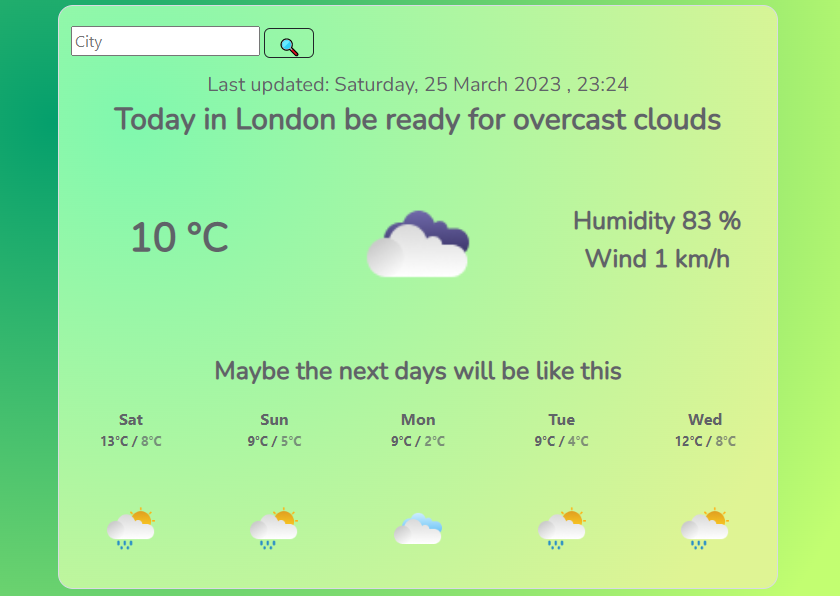 City
Last updated: Saturday, 25 March 2023 , 23:24
Today in London be ready for overcast clouds
10 °C
Humidity 83 %
Wind 1 km/h
Maybe the next days will be like this
Sat Sun Mon Tue Wed
13°C / 8°C 9°C / 5°C 9°C / 2°C 9°C / 4°C 12°C / 8°C